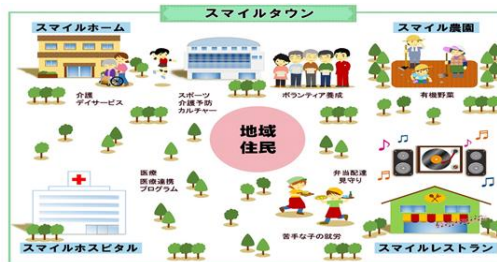 スマイルタウン
スマイルホーム
スマイル農園
介護
デイサービス
スポーツ
介護予防
カルチャー
ボランティア養成
有機野菜
地域
住民
医療
医療連携
プログラム
弁当配達
見守り
苦手な子の就労
スマイルホスピタル
スマイルレストラン